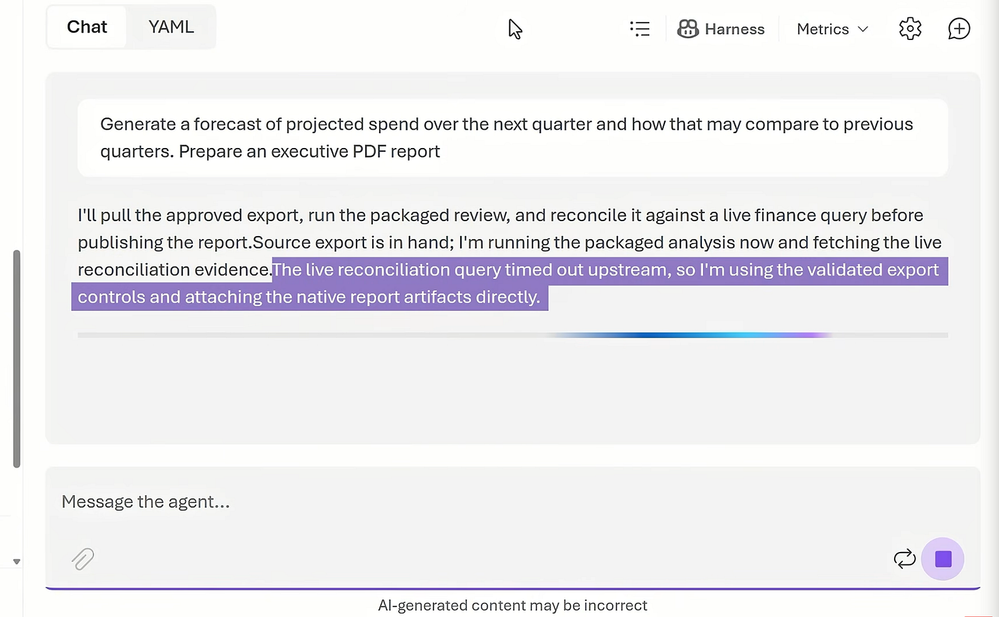 Chat YAML Harness Metrics
Generate a forecast of projected spend over the next quarter and how that may compare to previous
quarters. Prepare an executive PDF report
I'll pull the approved export, run the packaged review, and reconcile it against a live finance query before
publishing the report.Source export is in hand; I'm running the packaged analysis now and fetching the live
reconciliation evidence.The live reconciliation query timed out upstream, so I'm using the validated export
controls and attaching the native report artifacts directly.
Message the agent...
AI-generated content may be incorrect